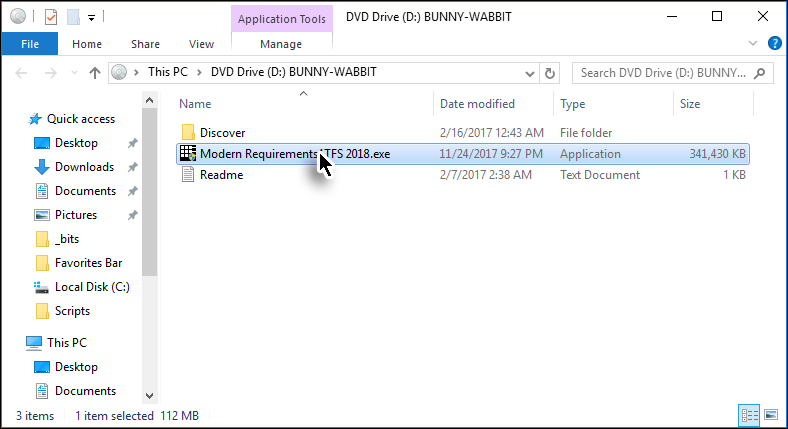 Application Tools DVD Drive (D:) BUNNY-WABBIT
File Home Share View Manage
This PC DVD Drive (D:) BUNNY-WABBIT Search DVD Drive (D:) BUNNY...
Name Date modified Type Size
Quick access
Discover 2/16/2017 12:43 AM File folder
Desktop
Modern Requirements TFS 2018.exe 11/24/2017 9:27 PM Application 341,430 KB
Downloads
Readme 2/7/2017 2:38 AM Text Document 1 KB
Documents
Pictures
_bits
Favorites Bar
Local Disk (C:)
Scripts
This PC
Desktop
Documents
3 items 1 item selected 112 MB